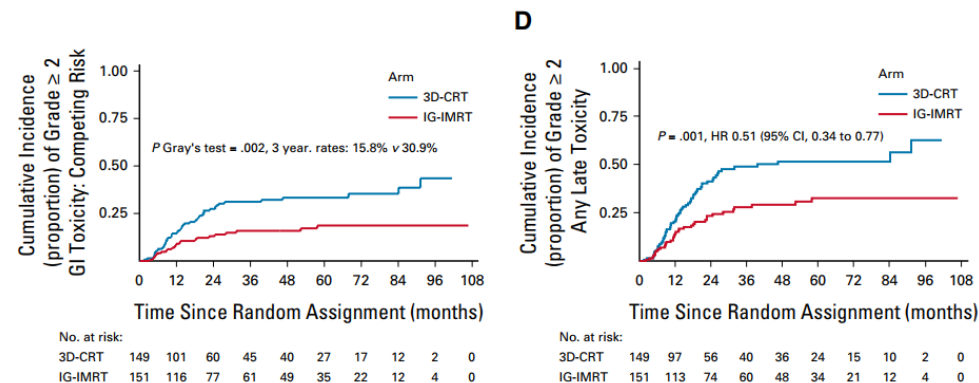 D
Cumulative Incidence
(proportion) of Grade ≥ 2
GI Toxicity: Competing Risk
1.00
0.75
0.50
0.25
Arm
3D-CRT
IG-IMRT
P Gray's test = .002, 3 year. rates: 15.8% v 30.9%
0 12 24 36 48 60 72 84 96 108
Time Since Random Assignment (months)
No. at risk:
3D-CRT 149 101 60 45 40 27 17 12 2 0
IG-IMRT 151 116 77 61 49 35 22 12 4 0
Cumulative Incidence
(proportion) of Grade ≥ 2
Any Late Toxicity
1.00
0.75
0.50
0.25
Arm
3D-CRT
IG-IMRT
P = .001, HR 0.51 (95% CI, 0.34 to 0.77)
0 12 24 36 48 60 72 84 96 108
Time Since Random Assignment (months)
No. at risk:
3D-CRT 149 97 56 40 36 24 15 10 2 0
IG-IMRT 151 113 74 60 48 34 21 12 4 0